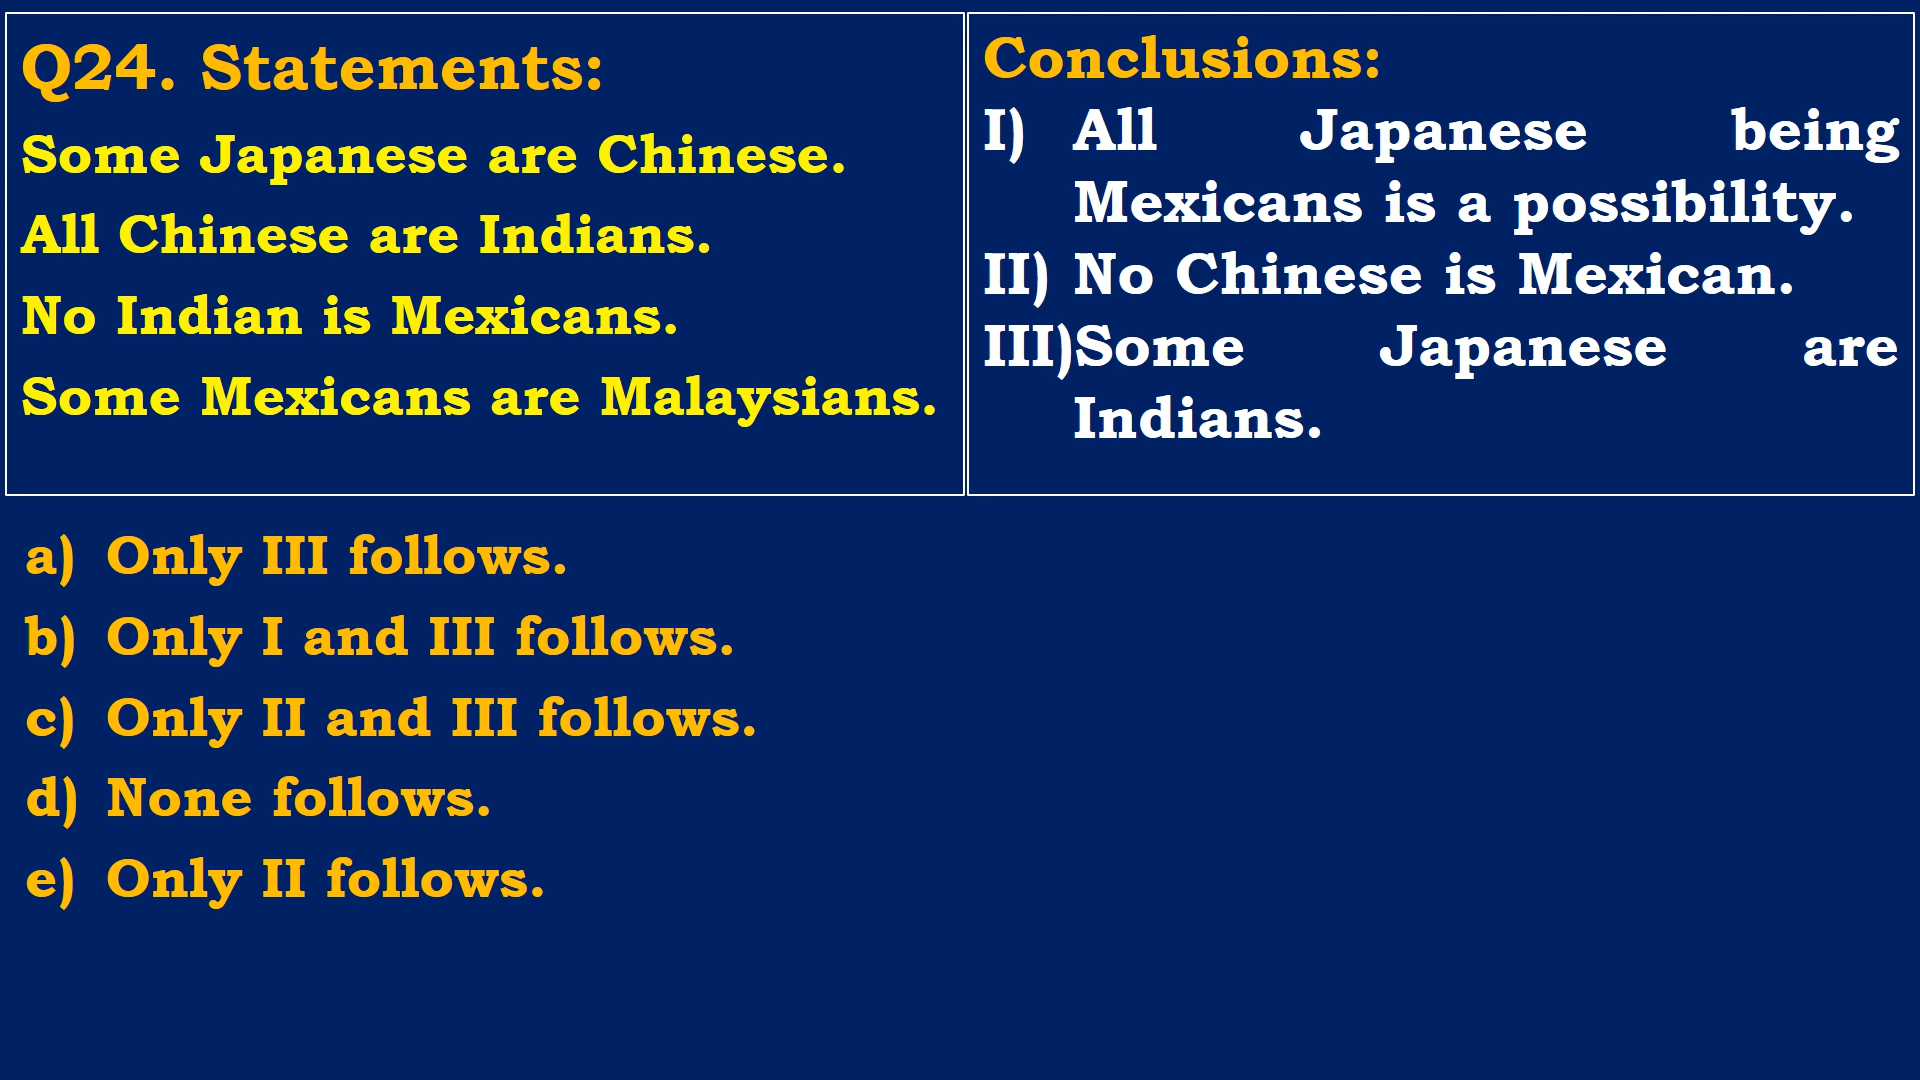 Q24. Statements:
Some Japanese are Chinese.
All Chinese are Indians.
No Indian is Mexicans.
Some Mexicans are Malaysians.
Conclusions:
I) All Japanese being
Mexicans is a possibility.
II) No Chinese is Mexican.
III)Some Japanese are
Indians.
a) Only III follows.
b) Only I and III follows.
c) Only II and III follows.
d) None follows.
e) Only II follows.